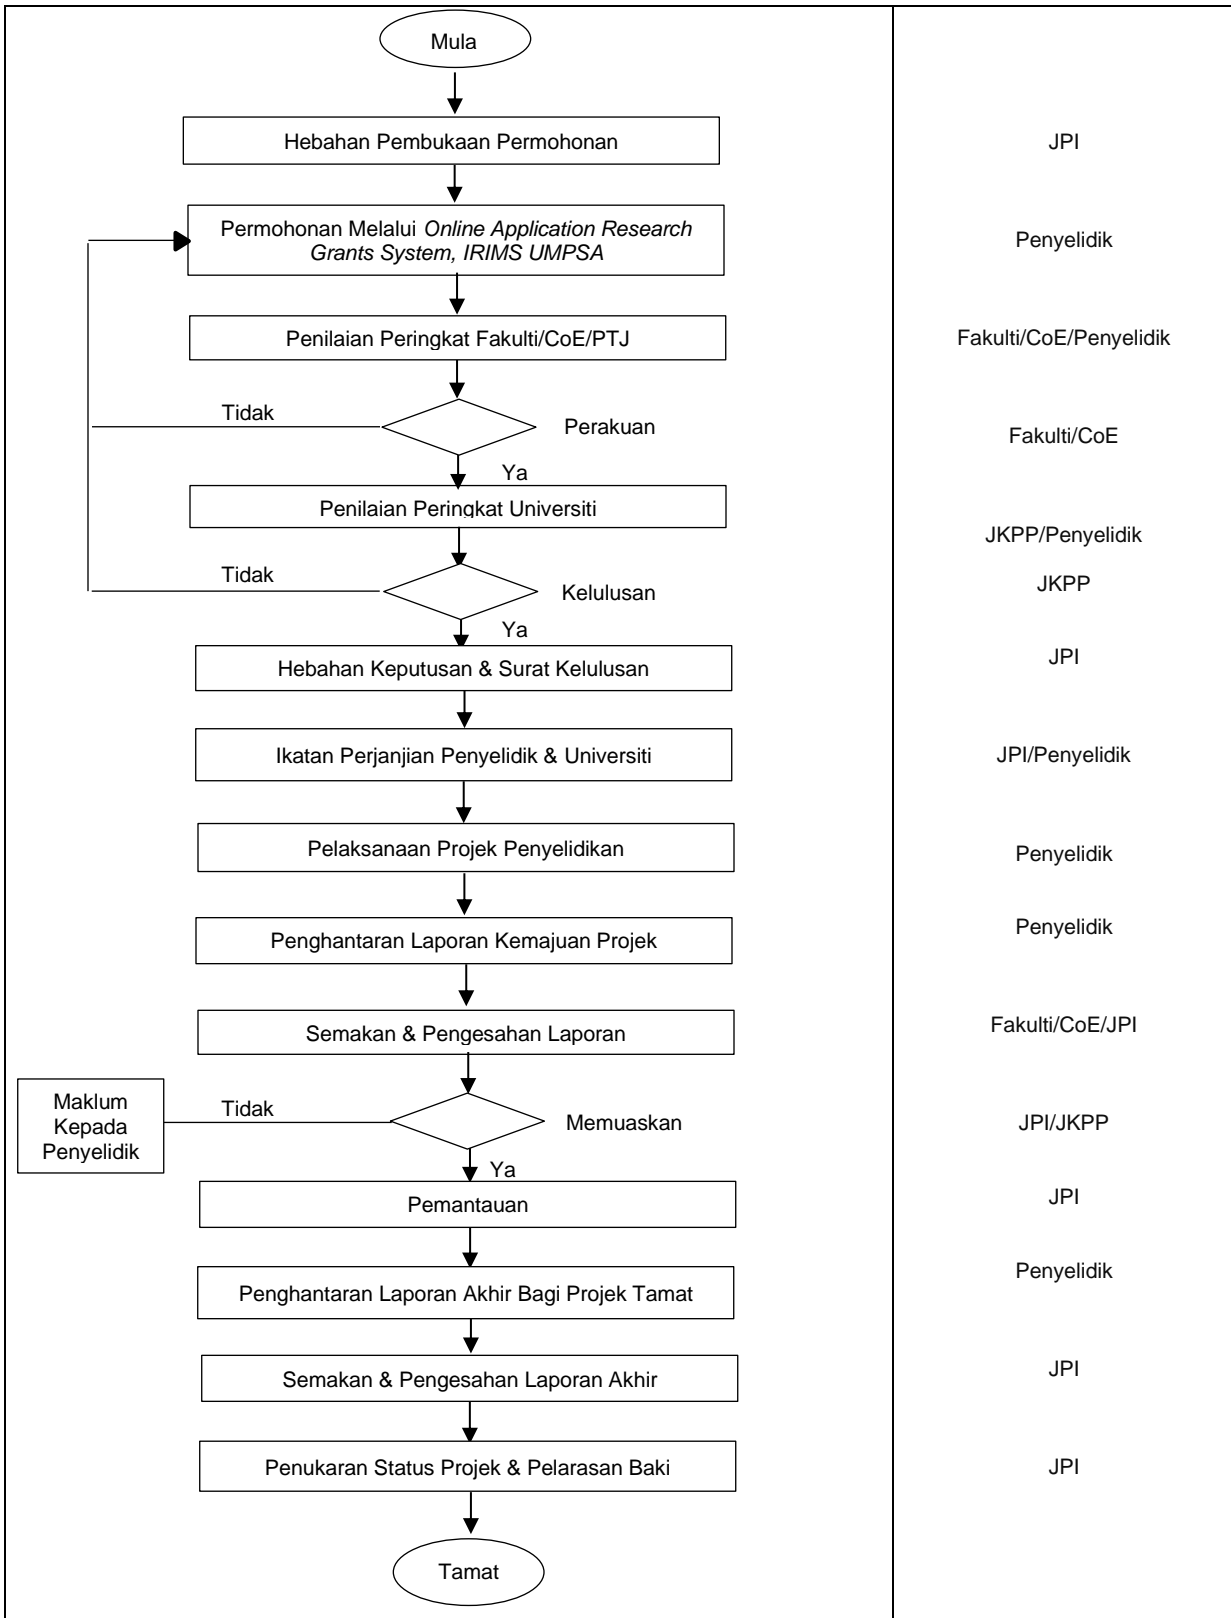 Mula
Hebahan Pembukaan Permohonan
JPI
Permohonan Melalui Online Application Research
Grants System, IRIMS UMPSA
Penyelidik
Penilaian Peringkat Fakulti/CoE/PTJ
Fakulti/CoE/Penyelidik
Tidak
Perakuan
Fakulti/CoE
Ya
Penilaian Peringkat Universiti
JKPP/Penyelidik
Tidak
Kelulusan
JKPP
Ya
Hebahan Keputusan & Surat Kelulusan
JPI
Ikatan Perjanjian Penyelidik & Universiti
JPI/Penyelidik
Pelaksanaan Projek Penyelidikan
Penyelidik
Penghantaran Laporan Kemajuan Projek
Penyelidik
Semakan & Pengesahan Laporan
Fakulti/CoE/JPI
Maklum
Kepada
Penyelidik
Tidak
Memuaskan
JPI/JKPP
Ya
Pemantauan
JPI
Penghantaran Laporan Akhir Bagi Projek Tamat
Penyelidik
Semakan & Pengesahan Laporan Akhir
JPI
Penukaran Status Projek & Pelarasan Baki
JPI
Tamat